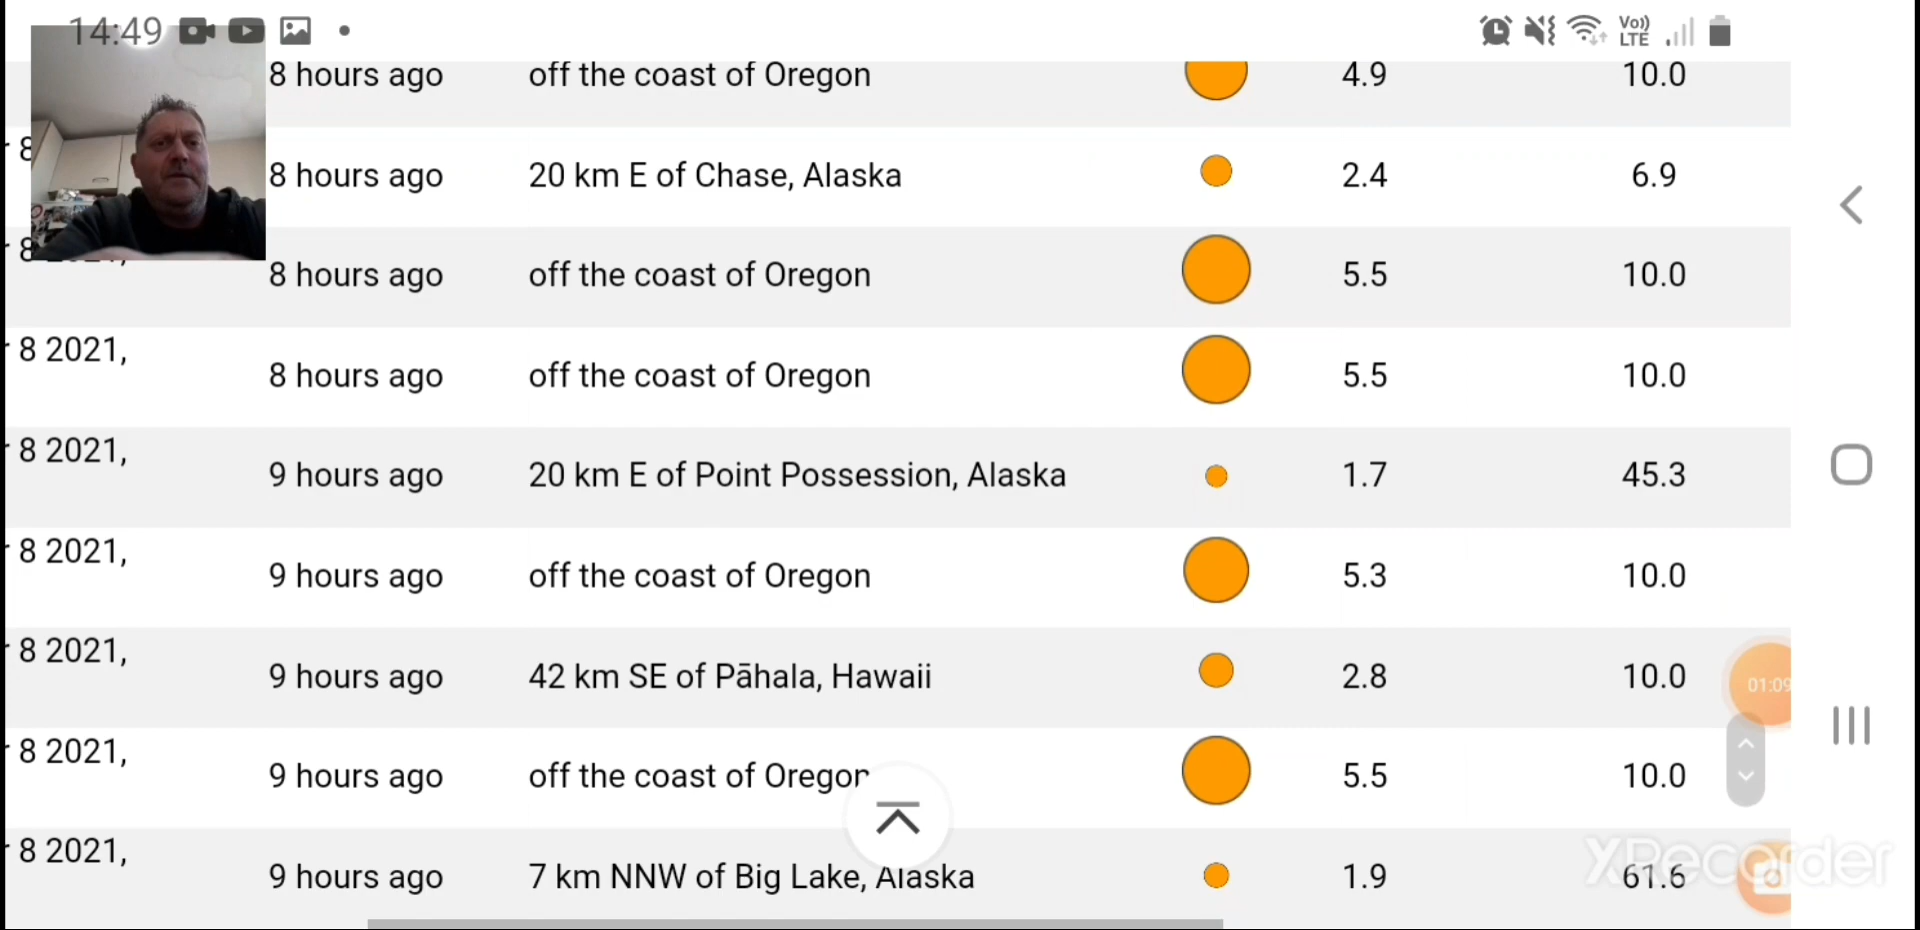 14:49
Vo)) LTE
8 hours ago off the coast of Oregon 4.9 10.0
8 hours ago 20 km E of Chase, Alaska 2.4 6.9
8 hours ago off the coast of Oregon 5.5 10.0
8 2021,
8 hours ago off the coast of Oregon 5.5 10.0
8 2021,
9 hours ago 20 km E of Point Possession, Alaska 1.7 45.3
8 2021,
9 hours ago off the coast of Oregon 5.3 10.0
8 2021,
9 hours ago 42 km SE of Pāhala, Hawaii 2.8 10.0
01:09
8 2021,
9 hours ago off the coast of Oregon 5.5 10.0
8 2021,
9 hours ago 7 km NNW of Big Lake, Alaska 1.9 61.6
XRecorder